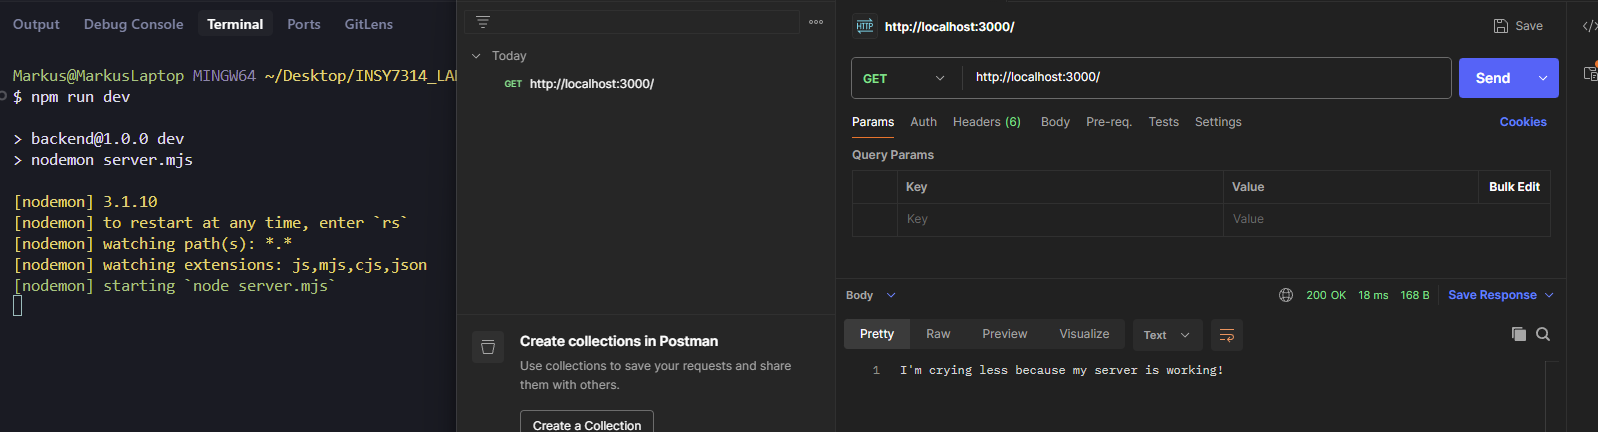 Output Debug Console Terminal Ports GitLens
Markus@MarkusLaptop MINGW64 ~/Desktop/INSY7314_LA
$ npm run dev
> backend@1.0.0 dev
> nodemon server.mjs
[nodemon] 3.1.10
[nodemon] to restart at any time, enter `rs`
[nodemon] watching path(s): *.*
[nodemon] watching extensions: js,mjs,cjs,json
[nodemon] starting `node server.mjs`
Today
GET http://localhost:3000/
Create collections in Postman
Use collections to save your requests and share
them with others.
Create a Collection
HTTP http://localhost:3000/ Save
GET http://localhost:3000/ Send
Params Auth Headers (6) Body Pre-req. Tests Settings Cookies
Query Params
Key Value Bulk Edit
Key Value
Body 200 OK 18 ms 168 B Save Response
Pretty Raw Preview Visualize Text
1 I'm crying less because my server is working!